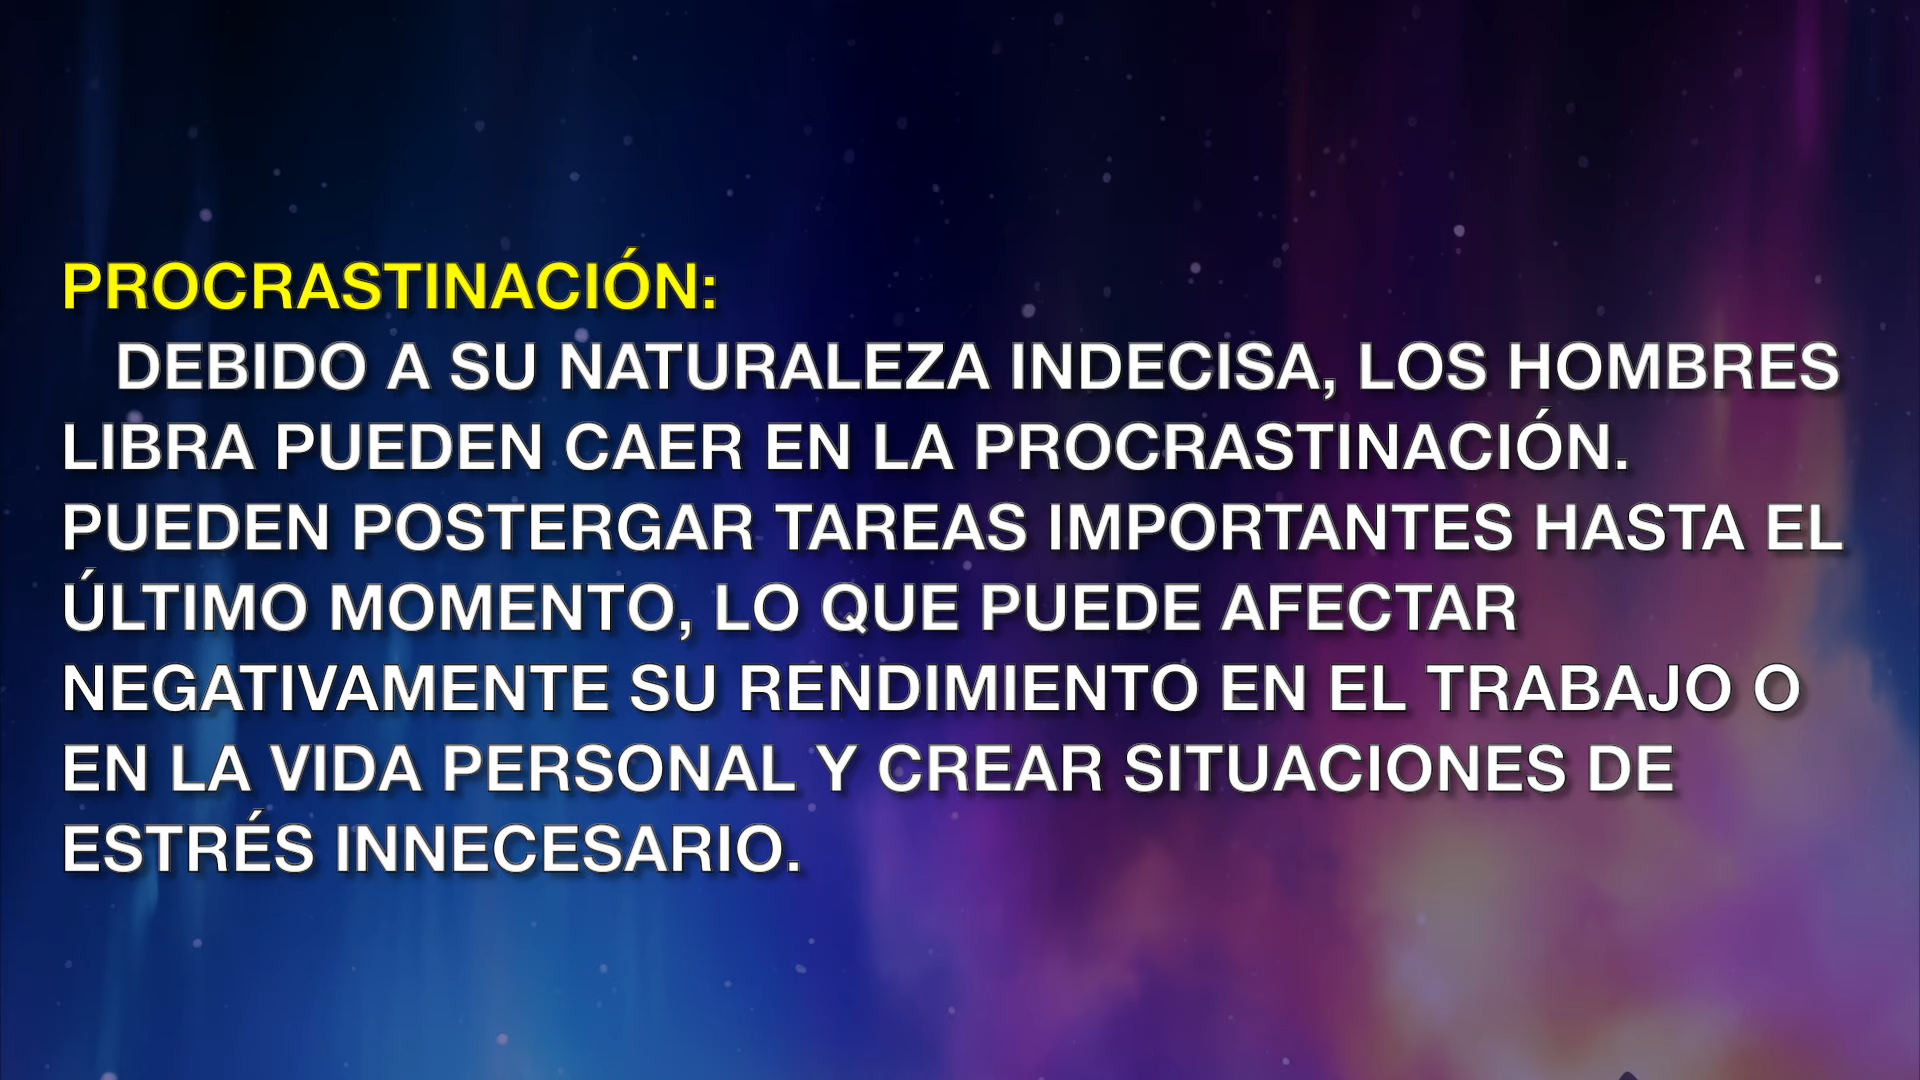 PROCRASTINACIÓN:
DEBIDO A SU NATURALEZA INDECISA, LOS HOMBRES
LIBRA PUEDEN CAER EN LA PROCRASTINACIÓN.
PUEDEN POSTERGAR TAREAS IMPORTANTES HASTA EL
ÚLTIMO MOMENTO, LO QUE PUEDE AFECTAR
NEGATIVAMENTE SU RENDIMIENTO EN EL TRABAJO O
EN LA VIDA PERSONAL Y CREAR SITUACIONES DE
ESTRÉS INNECESARIO.